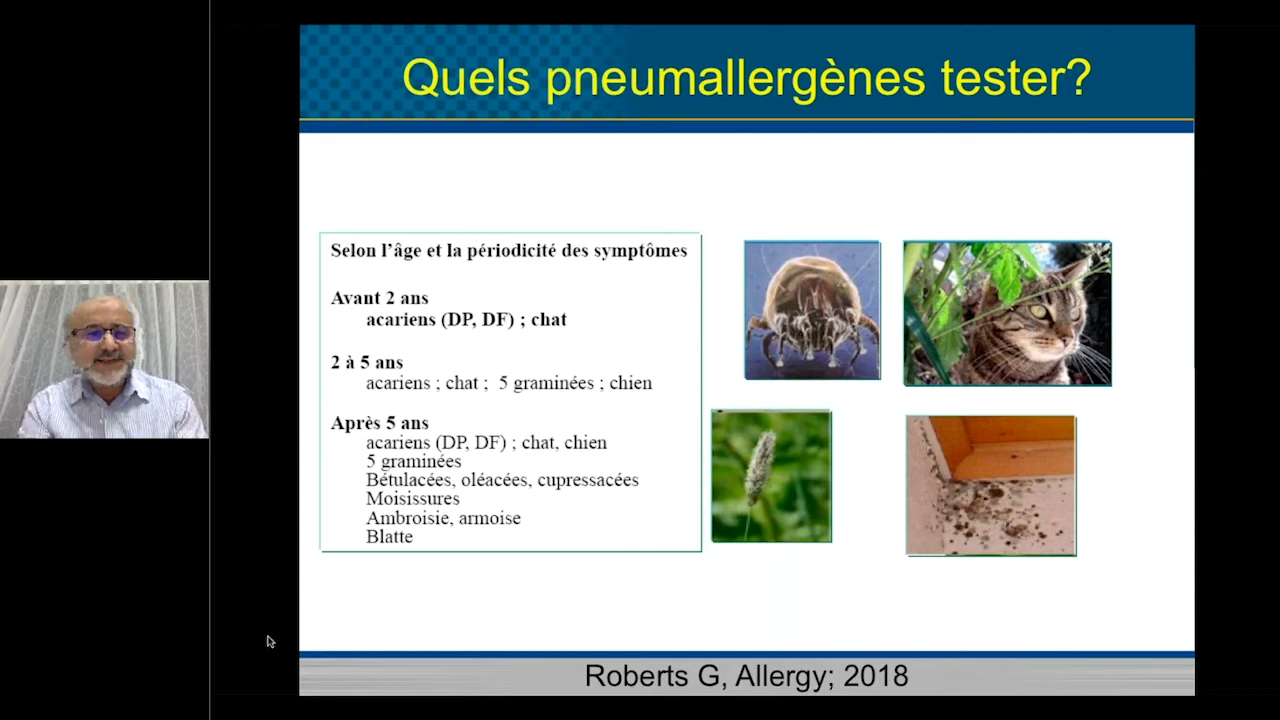 Quels pneumallergènes tester?
Selon l'âge et la périodicité des symptômes
Avant 2 ans
acariens (DP, DF) ; chat
2 à 5 ans
acariens ; chat ; 5 graminées ; chien
Après 5 ans
acariens (DP, DF) ; chat, chien
5 graminées
Bétulacées, oléacées, cupressacées
Moisissures
Ambroisie, armoise
Blatte
Roberts G, Allergy; 2018